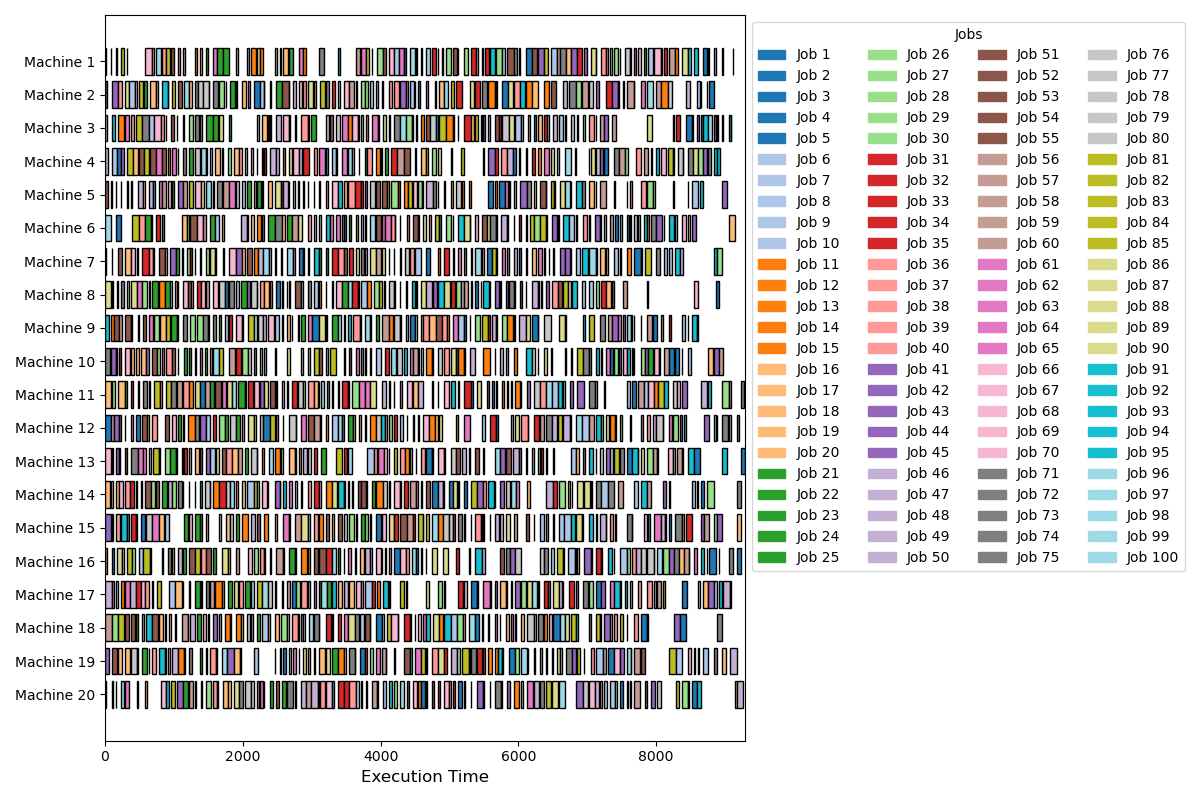 Machine 1
Machine 2
Machine 3
Machine 4
Machine 5
Machine 6
Machine 7
Machine 8
Machine 9
Machine 10
Machine 11
Machine 12
Machine 13
Machine 14
Machine 15
Machine 16
Machine 17
Machine 18
Machine 19
Machine 20
0 2000 4000 6000 8000
Execution Time
Jobs
Job 1 Job 26 Job 51 Job 76
Job 2 Job 27 Job 52 Job 77
Job 3 Job 28 Job 53 Job 78
Job 4 Job 29 Job 54 Job 79
Job 5 Job 30 Job 55 Job 80
Job 6 Job 31 Job 56 Job 81
Job 7 Job 32 Job 57 Job 82
Job 8 Job 33 Job 58 Job 83
Job 9 Job 34 Job 59 Job 84
Job 10 Job 35 Job 60 Job 85
Job 11 Job 36 Job 61 Job 86
Job 12 Job 37 Job 62 Job 87
Job 13 Job 38 Job 63 Job 88
Job 14 Job 39 Job 64 Job 89
Job 15 Job 40 Job 65 Job 90
Job 16 Job 41 Job 66 Job 91
Job 17 Job 42 Job 67 Job 92
Job 18 Job 43 Job 68 Job 93
Job 19 Job 44 Job 69 Job 94
Job 20 Job 45 Job 70 Job 95
Job 21 Job 46 Job 71 Job 96
Job 22 Job 47 Job 72 Job 97
Job 23 Job 48 Job 73 Job 98
Job 24 Job 49 Job 74 Job 99
Job 25 Job 50 Job 75 Job 100